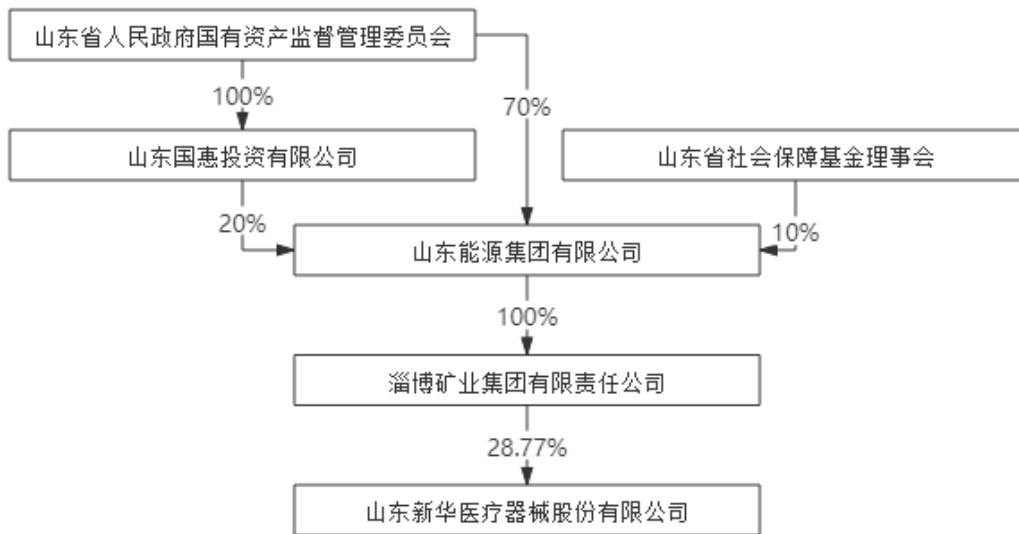 山东省人民政府国有资产监督管理委员会
100%
70%
山东国惠投资有限公司
山东省社会保障基金理事会
20%
10%
山东能源集团有限公司
100%
淄博矿业集团有限责任公司
28.77%
山东新华医疗器械股份有限公司